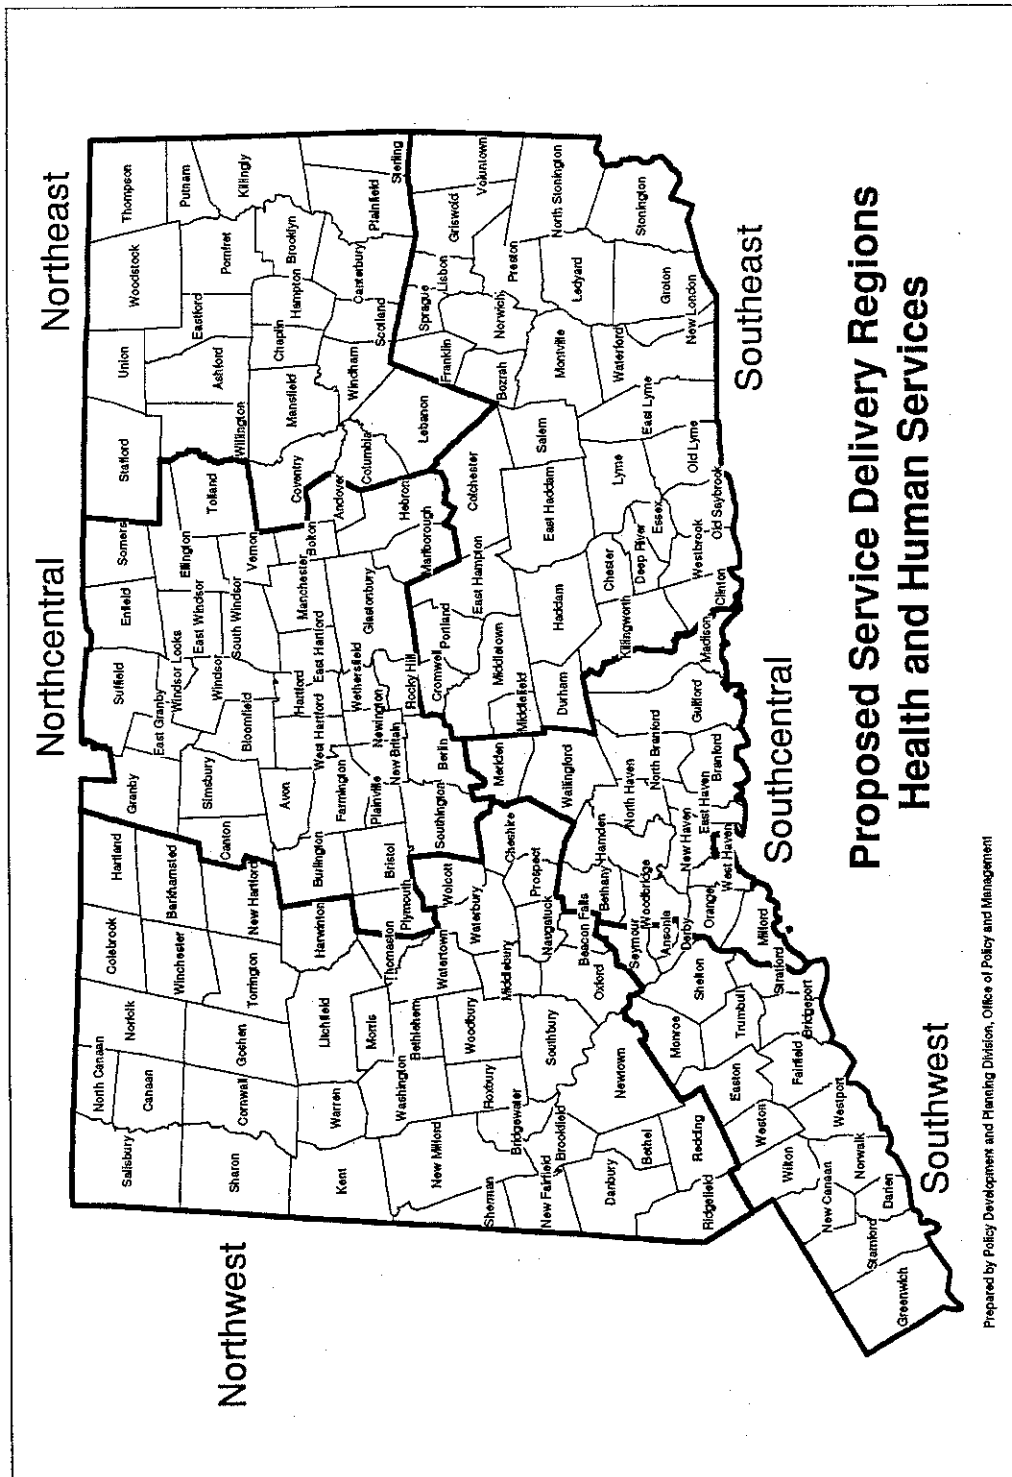 Northwest
Northcentral
Northeast
Salisbury
North Canaan
Canaan
Norfolk
Colebrook
Hartland
Granby
Suffield
Enfield
Somers
Stafford
Union
Woodstock
Thompson
Sharon
Cornwall
Goshen
Winchester
Barkhamsted
East Granby
Windsor Locks
East Windsor
Ellington
Tolland
Willington
Ashford
Eastford
Pomfret
Putnam
Killingly
Torrington
New Hartford
Canton
Simsbury
Bloomfield
Windsor
South Windsor
Vernon
Coventry
Mansfield
Chaplin
Hampton
Brooklyn
Kent
Warren
Litchfield
Harwinton
Burlington
Avon
West Hartford
Hartford
East Hartford
Manchester
Bolton
Andover
Columbia
Windham
Scotland
Canterbury
Plainfield
Sterling
New Milford
Washington
Morris
Bethlehem
Thomaston
Plymouth
Bristol
Farmington
Plainville
New Britain
Newington
Wethersfield
Rocky Hill
Glastonbury
Hebron
Marlborough
Lebanon
Franklin
Sprague
Lisbon
Griswold
Voluntown
Sherman
Bridgewater
Roxbury
Woodbury
Watertown
Waterbury
Wolcott
Southington
Berlin
Cromwell
Portland
East Hampton
Colchester
Bozrah
Norwich
Preston
North Stonington
New Fairfield
Brookfield
Southbury
Middlebury
Naugatuck
Prospect
Cheshire
Meriden
Middlefield
Middletown
Haddam
East Haddam
Salem
Montville
Ledyard
Stonington
Danbury
Bethel
Newtown
Oxford
Beacon Falls
Bethany
Hamden
Wallingford
Durham
Killingworth
Chester
Deep River
Essex
Lyme
East Lyme
Waterford
New London
Groton
Ridgefield
Redding
Monroe
Shelton
Seymour
Ansonia
Derby
Woodbridge
Orange
New Haven
North Haven
North Branford
East Haven
Branford
Guilford
Madison
Clinton
Westbrook
Old Saybrook
Old Lyme
Wilton
Weston
Easton
Trumbull
Stratford
Milford
West Haven
New Canaan
Norwalk
Westport
Fairfield
Bridgeport
Greenwich
Stamford
Darien
Southwest
Southcentral
Southeast
Proposed Service Delivery Regions
Health and Human Services
Prepared by Policy Development and Planning Division, Office of Policy and Management